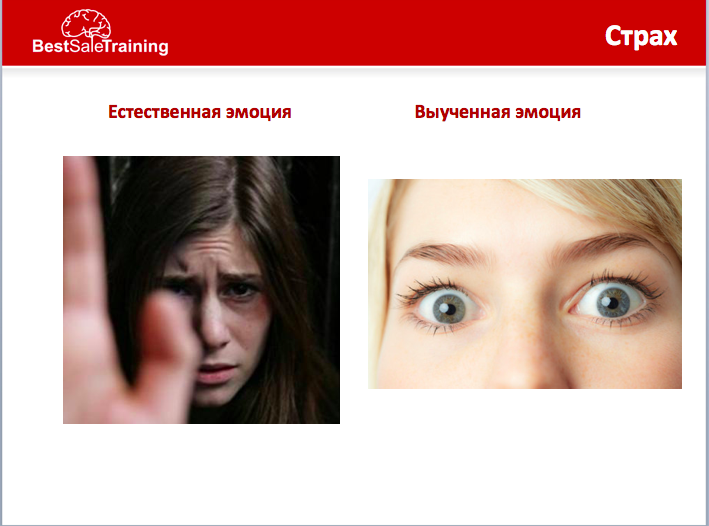 BestSaleTraining
Страх
Естественная эмоция
Выученная эмоция